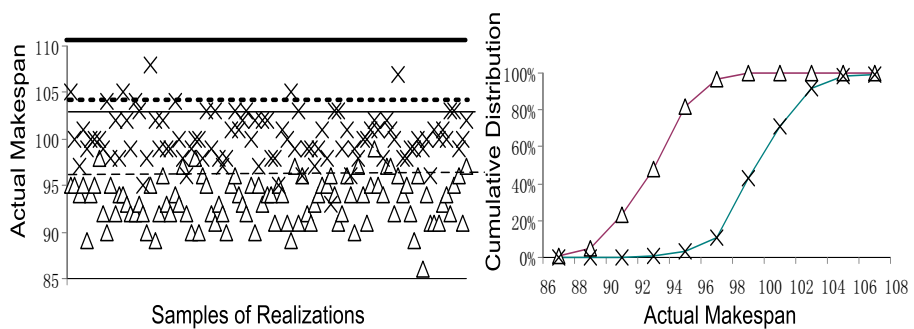 Actual Makespan
110
105
100
95
90
85
Samples of Realizations
Cumulative Distribution
100%
80%
60%
40%
20%
0%
86 88 90 92 94 96 98 100 102 104 106 108
Actual Makespan